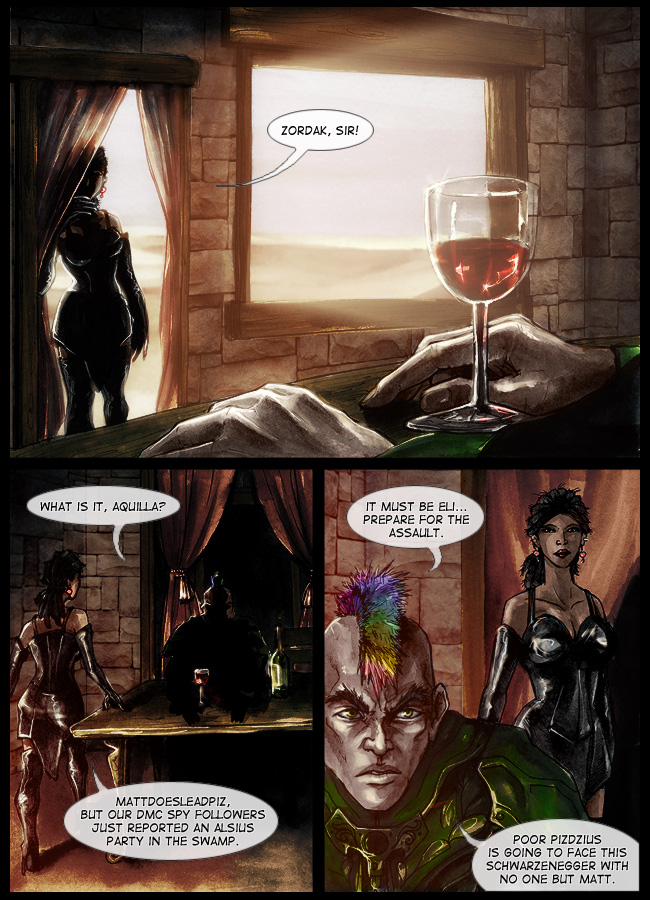 ZORDAK, SIR!
WHAT IS IT, AQUILLA?
MATTDOESLEADPIZ,
BUT OUR DMC SPY FOLLOWERS
JUST REPORTED AN ALSIUS
PARTY IN THE SWAMP.
IT MUST BE ELI...
PREPARE FOR THE
ASSAULT.
POOR PIZDZIUS
IS GOING TO FACE THIS
SCHWARZENEGGER WITH
NO ONE BUT MATT.